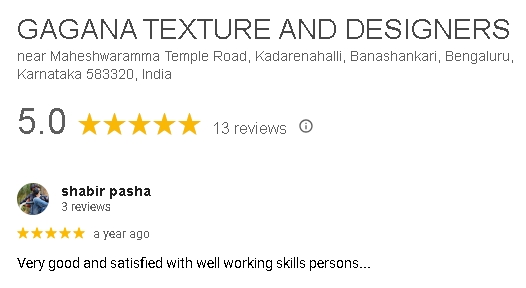 GAGANA TEXTURE AND DESIGNERS
near Maheshwaramma Temple Road, Kadarenahalli, Banashankari, Bengaluru,
Karnataka 583320, India
5.0 13 reviews
shabir pasha
3 reviews
a year ago
Very good and satisfied with well working skills persons...